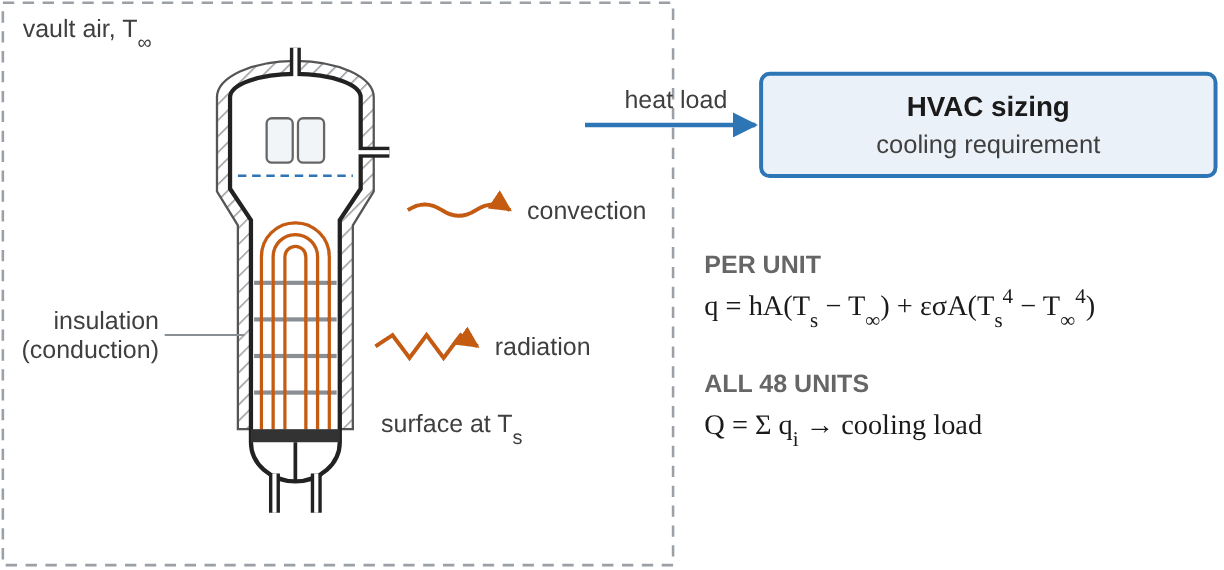 vault air, T∞
heat load
HVAC sizing
cooling requirement
convection
PER UNIT
q = hA(Ts − T∞) + εσA(Ts⁴ − T∞⁴)
insulation
(conduction)
radiation
ALL 48 UNITS
surface at Ts
Q = Σ qi → cooling load